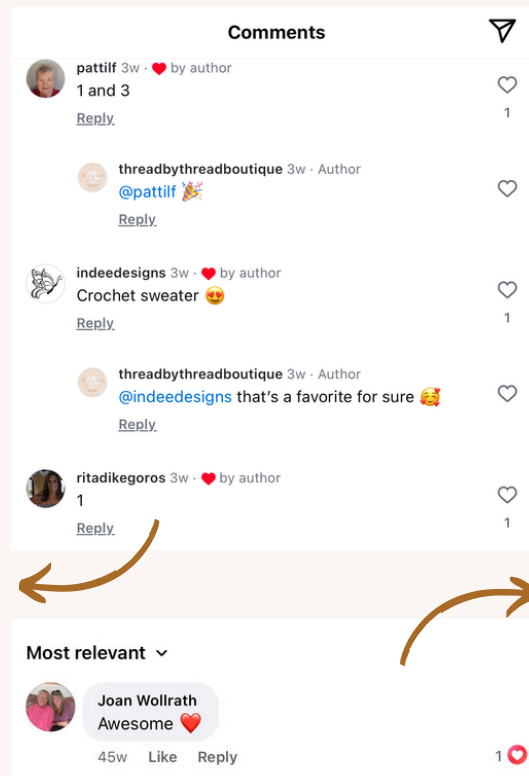 Comments
pattilf 3w · ❤️ by author
1 and 3
Reply
1
threadbythreadboutique 3w · Author
@pattilf 🎉
Reply
indeedesigns 3w · ❤️ by author
Crochet sweater 😍
Reply
1
threadbythreadboutique 3w · Author
@indeedesigns that's a favorite for sure 🥰
Reply
ritadikegoros 3w · ❤️ by author
1
Reply
1
Most relevant
Joan Wollrath
Awesome ❤️
45w Like Reply 1